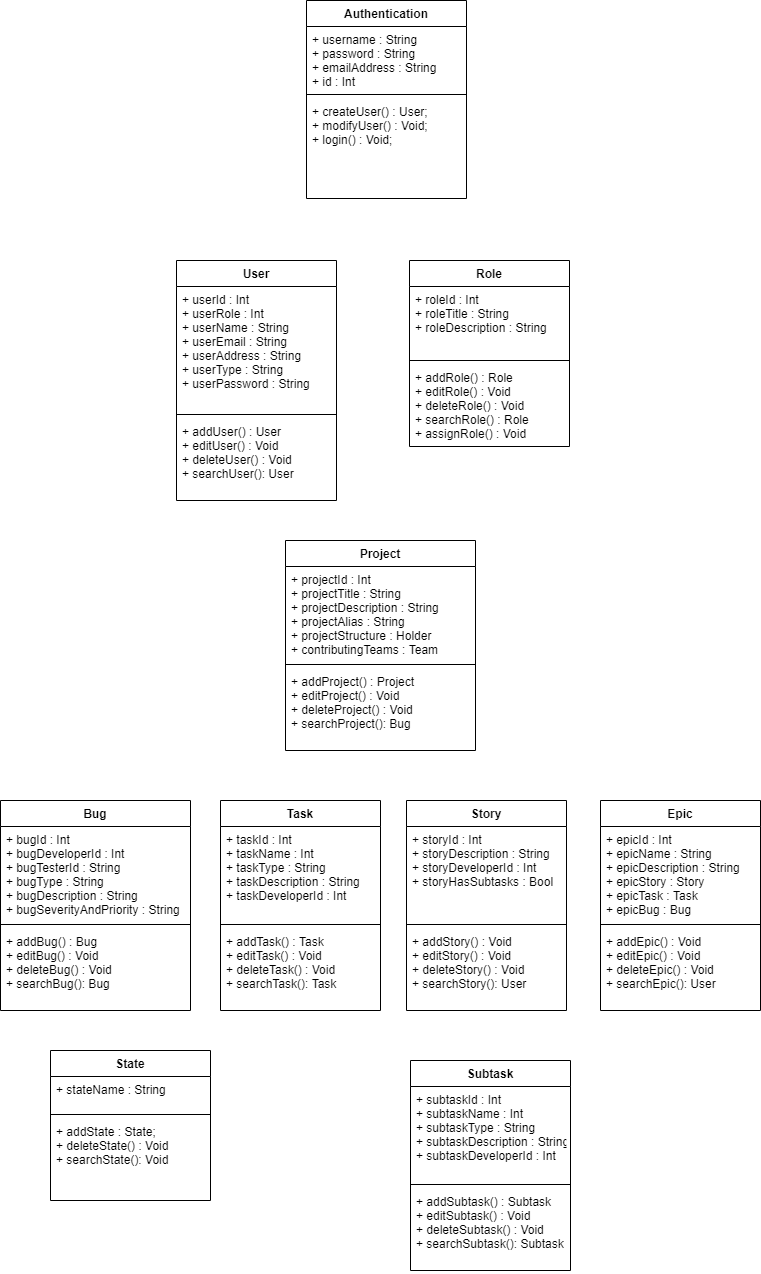 Authentication
+ username : String
+ password : String
+ emailAddress : String
+ id : Int
+ createUser() : User;
+ modifyUser() : Void;
+ login() : Void;
User
+ userId : Int
+ userRole : Int
+ userName : String
+ userEmail : String
+ userAddress : String
+ userType : String
+ userPassword : String
+ addUser() : User
+ editUser() : Void
+ deleteUser() : Void
+ searchUser(): User
Role
+ roleId : Int
+ roleTitle : String
+ roleDescription : String
+ addRole() : Role
+ editRole() : Void
+ deleteRole() : Void
+ searchRole() : Role
+ assignRole() : Void
Project
+ projectId : Int
+ projectTitle : String
+ projectDescription : String
+ projectAlias : String
+ projectStructure : Holder
+ contributingTeams : Team
+ addProject() : Project
+ editProject() : Void
+ deleteProject() : Void
+ searchProject(): Bug
Bug
+ bugId : Int
+ bugDeveloperId : Int
+ bugTesterId : String
+ bugType : String
+ bugDescription : String
+ bugSeverityAndPriority : String
+ addBug() : Bug
+ editBug() : Void
+ deleteBug() : Void
+ searchBug(): Bug
Task
+ taskId : Int
+ taskName : Int
+ taskType : String
+ taskDescription : String
+ taskDeveloperId : Int
+ addTask() : Task
+ editTask() : Void
+ deleteTask() : Void
+ searchTask(): Task
Story
+ storyId : Int
+ storyDescription : String
+ storyDeveloperId : Int
+ storyHasSubtasks : Bool
+ addStory() : Void
+ editStory() : Void
+ deleteStory() : Void
+ searchStory(): User
Epic
+ epicId : Int
+ epicName : String
+ epicDescription : String
+ epicStory : Story
+ epicTask : Task
+ epicBug : Bug
+ addEpic() : Void
+ editEpic() : Void
+ deleteEpic() : Void
+ searchEpic(): User
State
+ stateName : String
+ addState : State;
+ deleteState() : Void
+ searchState(): Void
Subtask
+ subtaskId : Int
+ subtaskName : Int
+ subtaskType : String
+ subtaskDescription : String
+ subtaskDeveloperId : Int
+ addSubtask() : Subtask
+ editSubtask() : Void
+ deleteSubtask() : Void
+ searchSubtask(): Subtask